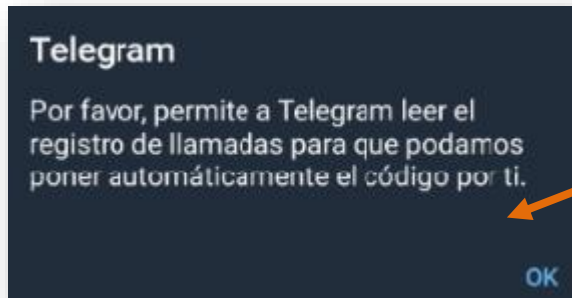 Telegram
Por favor, permite a Telegram leer el
registro de llamadas para que podamos
poner automáticamente el código por ti.
OK